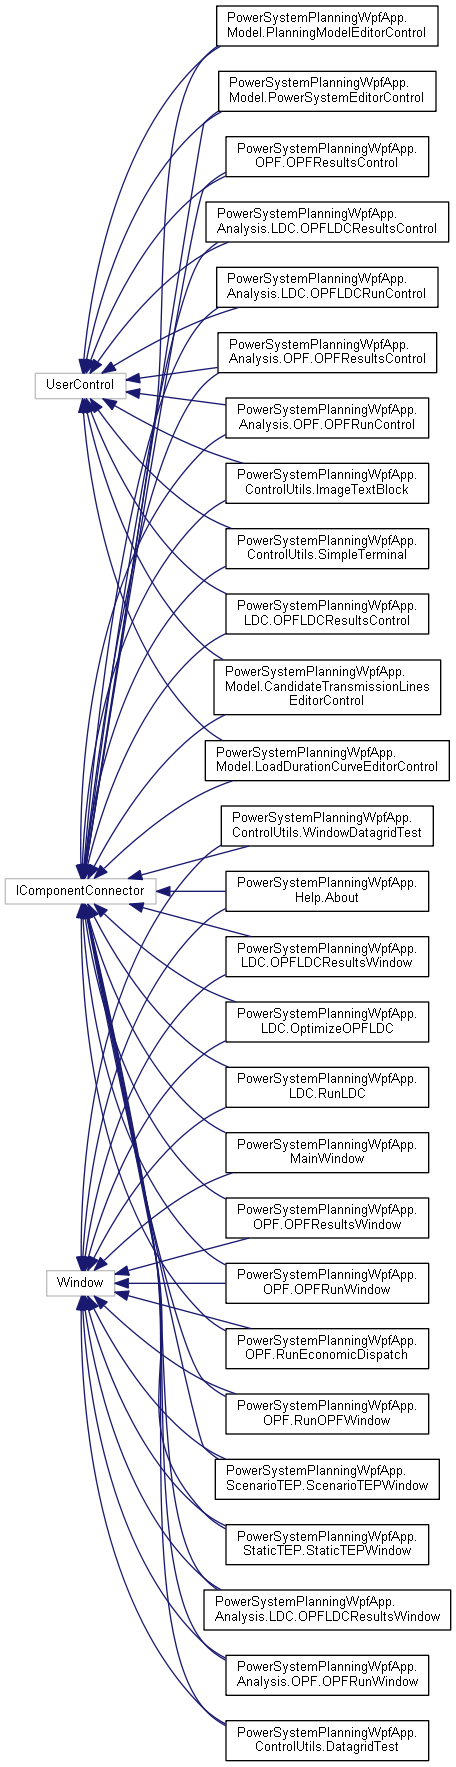 PowerSystemPlanningWpfApp.
Model.PlanningModelEditorControl
PowerSystemPlanningWpfApp.
Model.PowerSystemEditorControl
PowerSystemPlanningWpfApp.
OPF.OPFResultsControl
PowerSystemPlanningWpfApp.
Analysis.LDC.OPFLDCResultsControl
PowerSystemPlanningWpfApp.
Analysis.LDC.OPFLDCRunControl
PowerSystemPlanningWpfApp.
Analysis.OPF.OPFResultsControl
UserControl
PowerSystemPlanningWpfApp.
Analysis.OPF.OPFRunControl
PowerSystemPlanningWpfApp.
ControlUtils.ImageTextBlock
PowerSystemPlanningWpfApp.
ControlUtils.SimpleTerminal
PowerSystemPlanningWpfApp.
LDC.OPFLDCResultsControl
PowerSystemPlanningWpfApp.
Model.CandidateTransmissionLines
EditorControl
PowerSystemPlanningWpfApp.
Model.LoadDurationCurveEditorControl
PowerSystemPlanningWpfApp.
ControlUtils.WindowDatagridTest
IComponentConnector
PowerSystemPlanningWpfApp.
Help.About
PowerSystemPlanningWpfApp.
LDC.OPFLDCResultsWindow
PowerSystemPlanningWpfApp.
LDC.OptimizeOPFLDC
PowerSystemPlanningWpfApp.
LDC.RunLDC
PowerSystemPlanningWpfApp.
MainWindow
PowerSystemPlanningWpfApp.
OPF.OPFResultsWindow
Window
PowerSystemPlanningWpfApp.
OPF.OPFRunWindow
PowerSystemPlanningWpfApp.
OPF.RunEconomicDispatch
PowerSystemPlanningWpfApp.
OPF.RunOPFWindow
PowerSystemPlanningWpfApp.
ScenarioTEP.ScenarioTEPWindow
PowerSystemPlanningWpfApp.
StaticTEP.StaticTEPWindow
PowerSystemPlanningWpfApp.
Analysis.LDC.OPFLDCResultsWindow
PowerSystemPlanningWpfApp.
Analysis.OPF.OPFRunWindow
PowerSystemPlanningWpfApp.
ControlUtils.DatagridTest